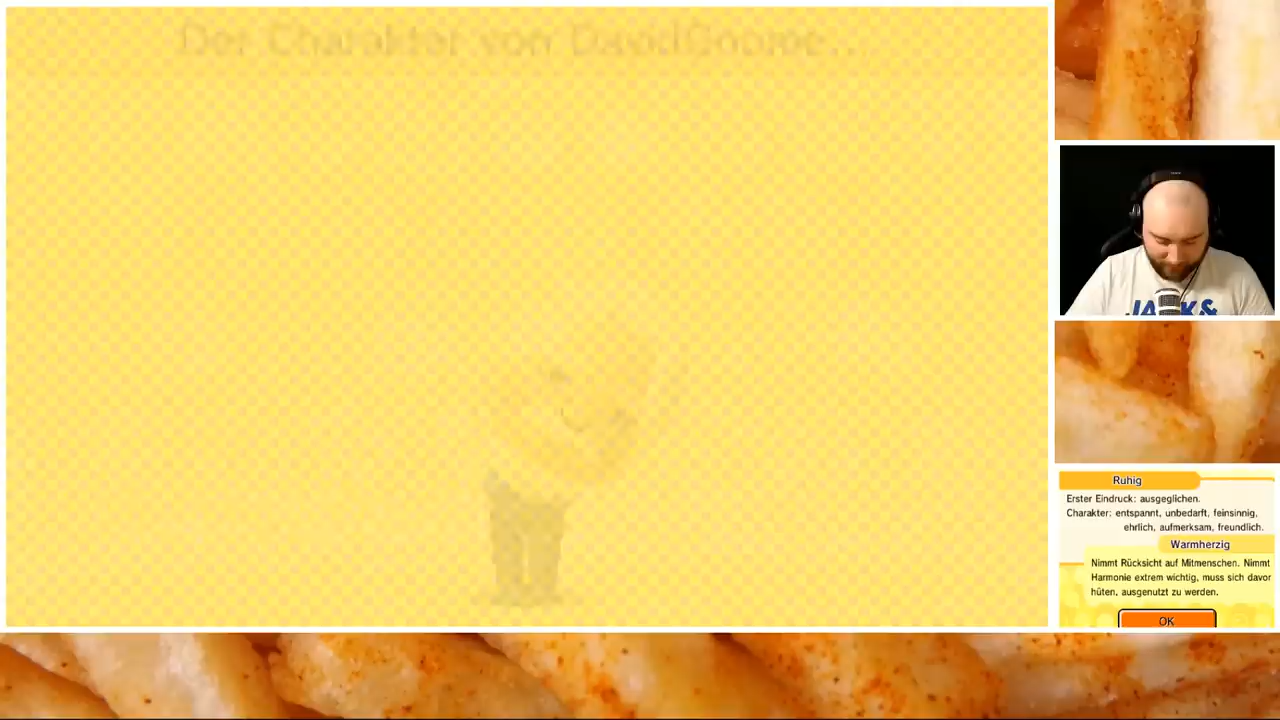 Der Charakter von
JACK &
Ruhig
Erster Eindruck: ausgeglichen.
Charakter: entspannt, unbedarft, feinsinnig,
ehrlich, aufmerksam, freundlich.
Warmherzig
Nimmt Rücksicht auf Mitmenschen. Nimmt
Harmonie extrem wichtig, muss sich davor
hüten, ausgenutzt zu werden.
OK